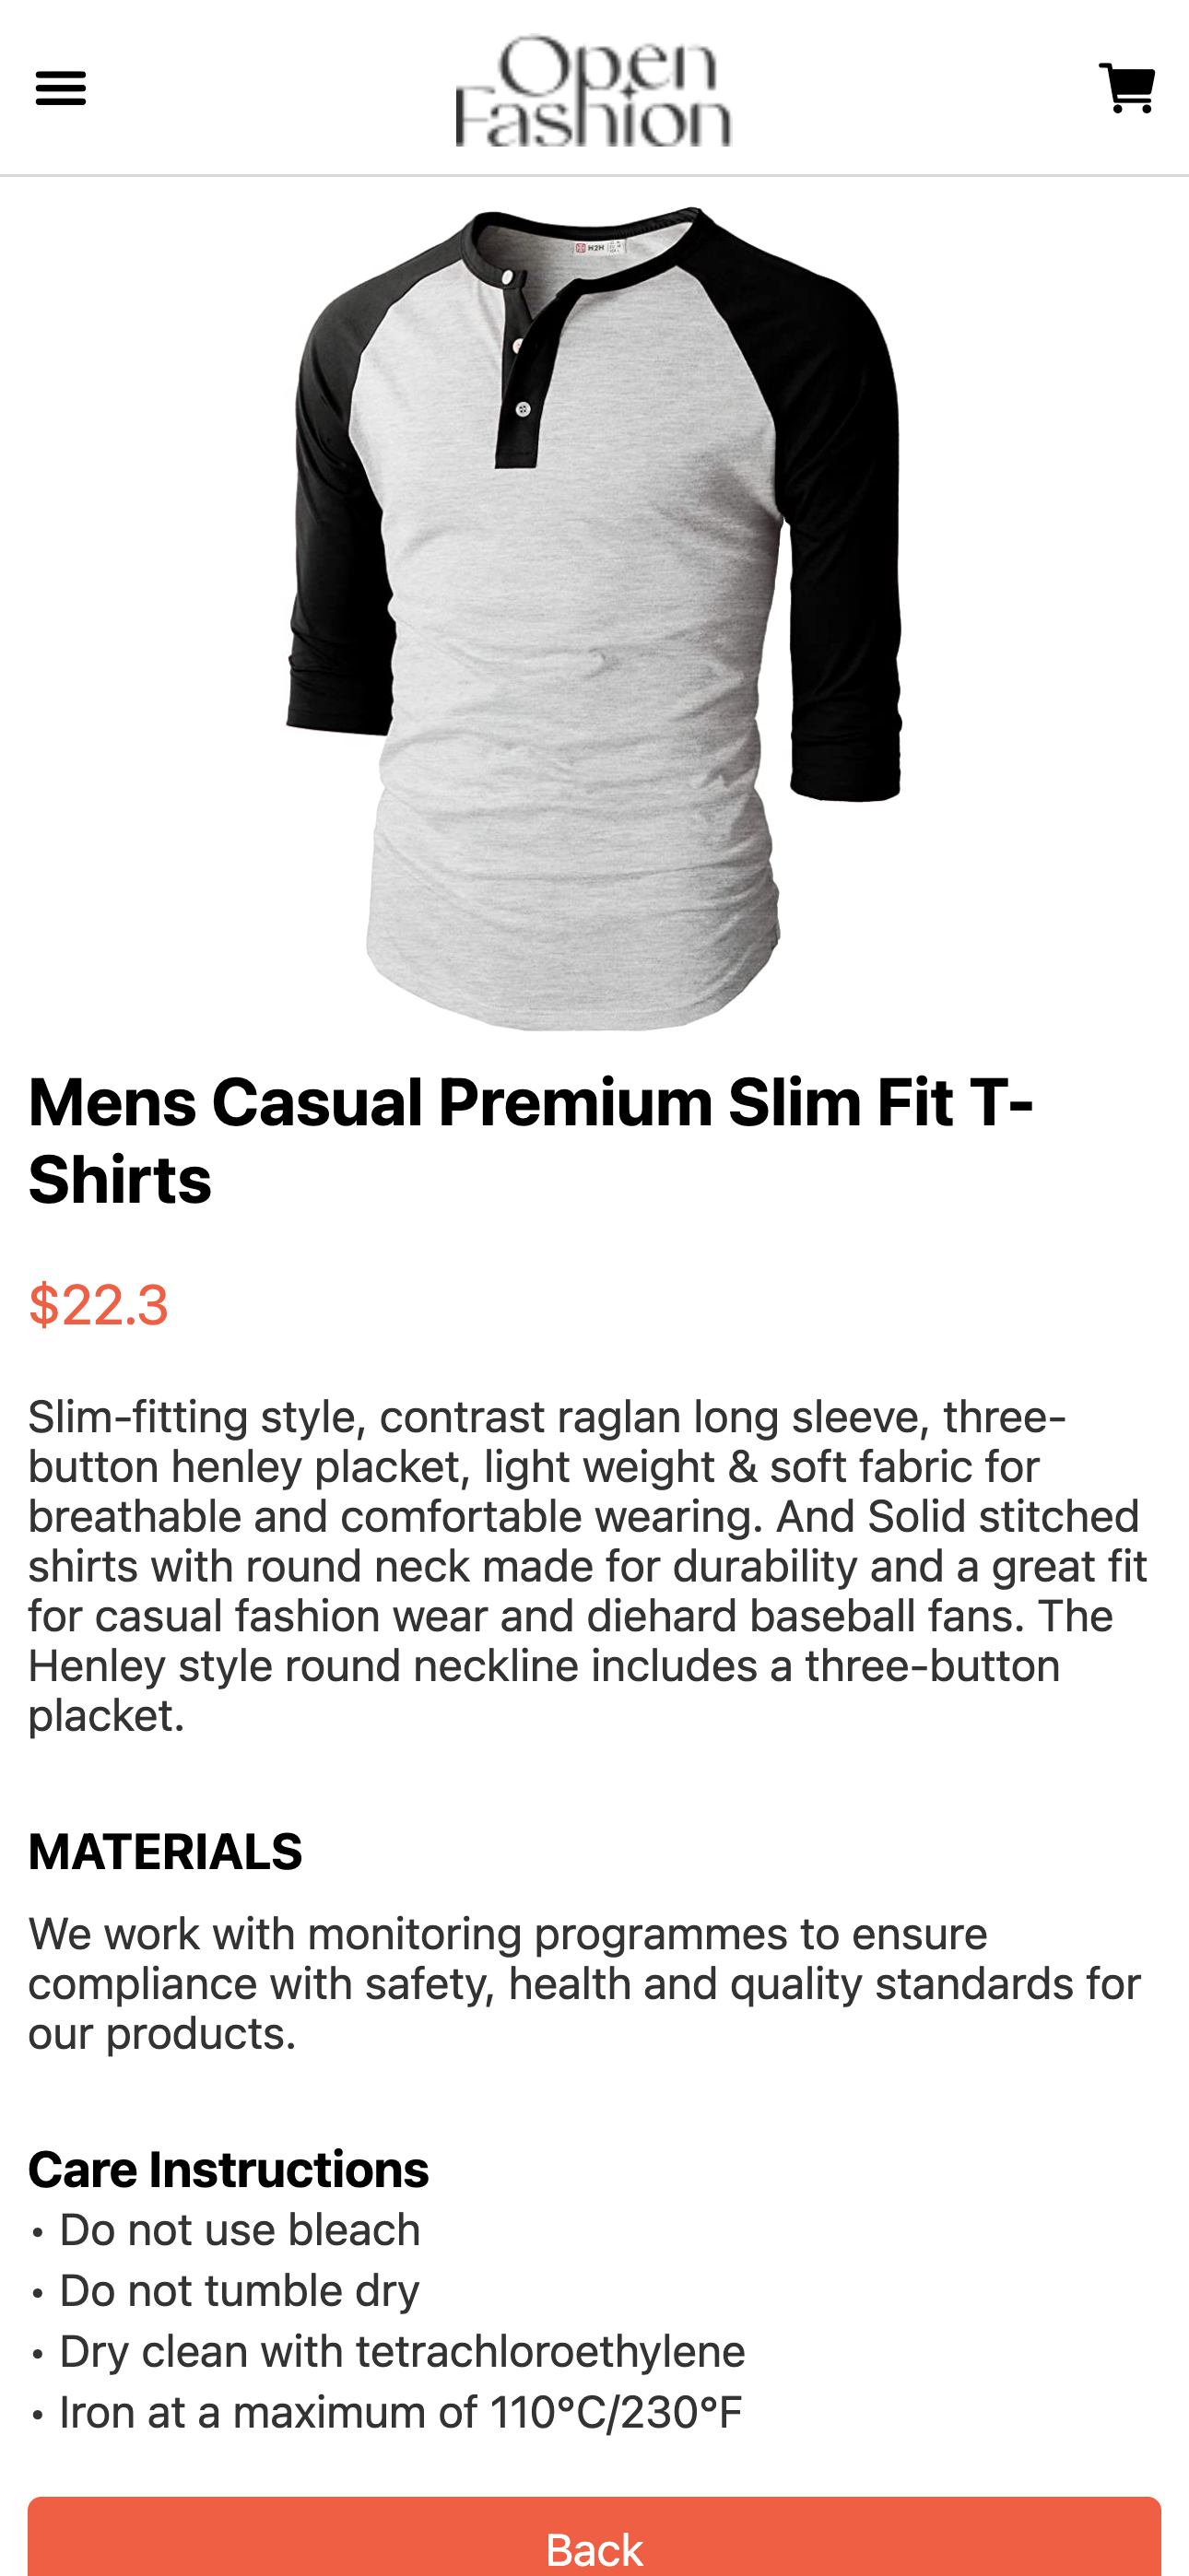 Open
Fashion
H2H
Mens Casual Premium Slim Fit T-
Shirts
$22.3
Slim-fitting style, contrast raglan long sleeve, three-
button henley placket, light weight & soft fabric for
breathable and comfortable wearing. And Solid stitched
shirts with round neck made for durability and a great fit
for casual fashion wear and diehard baseball fans. The
Henley style round neckline includes a three-button
placket.
MATERIALS
We work with monitoring programmes to ensure
compliance with safety, health and quality standards for
our products.
Care Instructions
• Do not use bleach
• Do not tumble dry
• Dry clean with tetrachloroethylene
• Iron at a maximum of 110°C/230°F
Back